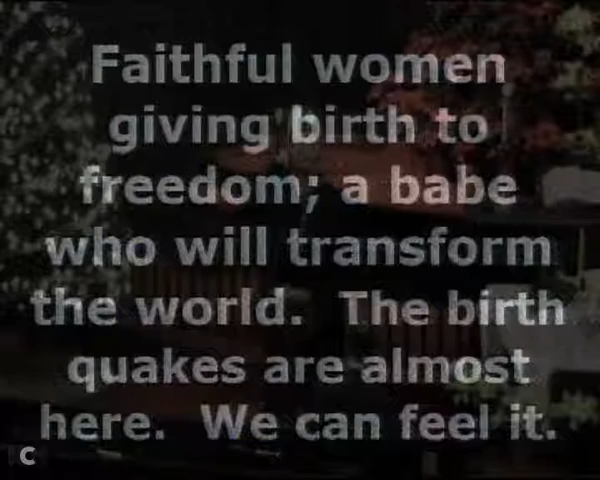 Faithful women
giving birth to
freedom; a babe
who will transform
the world.  The birth
quakes are almost
here.  We can feel it.
C